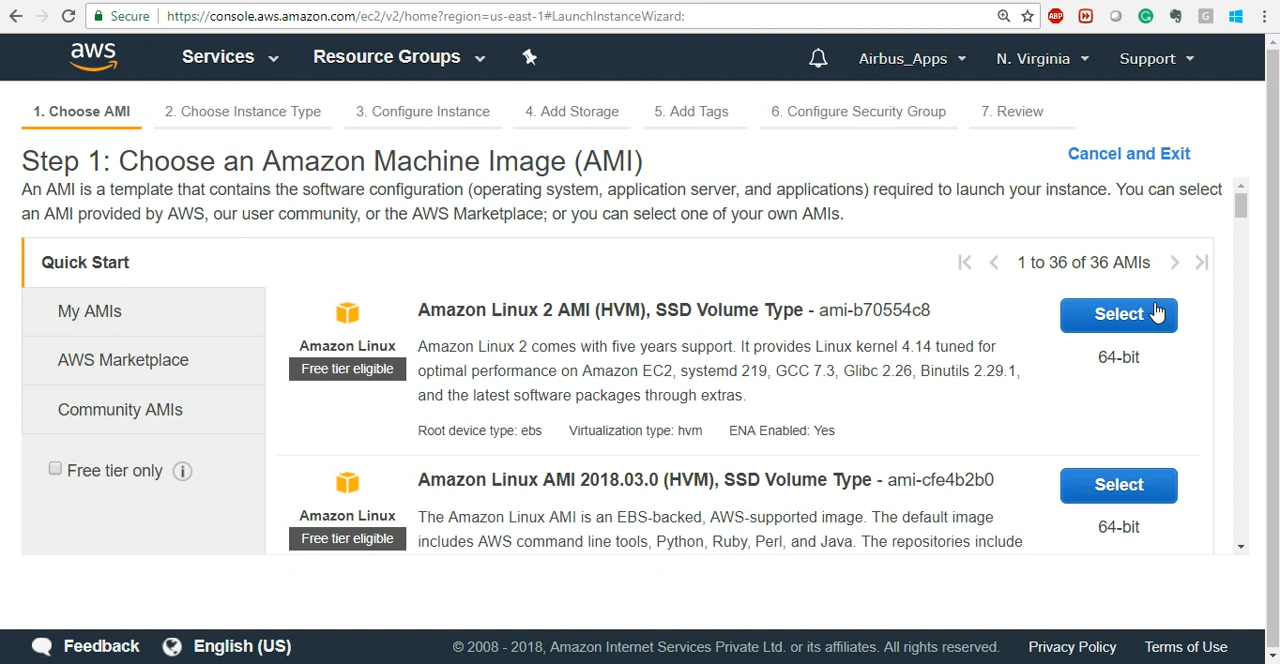 Secure https://console.aws.amazon.com/ec2/v2/home?region=us-east-1#LaunchInstanceWizard:
ABP
G
G
aws Services Resource Groups Airbus_Apps N. Virginia Support
1. Choose AMI 2. Choose Instance Type 3. Configure Instance 4. Add Storage 5. Add Tags 6. Configure Security Group 7. Review
Step 1: Choose an Amazon Machine Image (AMI) Cancel and Exit
An AMI is a template that contains the software configuration (operating system, application server, and applications) required to launch your instance. You can select
an AMI provided by AWS, our user community, or the AWS Marketplace; or you can select one of your own AMIs.
Quick Start
1 to 36 of 36 AMIs
My AMIs
AWS Marketplace
Community AMIs
Free tier only i
Amazon Linux
Free tier eligible
Amazon Linux 2 AMI (HVM), SSD Volume Type - ami-b70554c8
Amazon Linux 2 comes with five years support. It provides Linux kernel 4.14 tuned for
optimal performance on Amazon EC2, systemd 219, GCC 7.3, Glibc 2.26, Binutils 2.29.1,
and the latest software packages through extras.
Root device type: ebs Virtualization type: hvm ENA Enabled: Yes
Select
64-bit
Amazon Linux
Free tier eligible
Amazon Linux AMI 2018.03.0 (HVM), SSD Volume Type - ami-cfe4b2b0
The Amazon Linux AMI is an EBS-backed, AWS-supported image. The default image
includes AWS command line tools, Python, Ruby, Perl, and Java. The repositories include
Select
64-bit
Feedback English (US) © 2008 - 2018, Amazon Internet Services Private Ltd. or its affiliates. All rights reserved. Privacy Policy Terms of Use